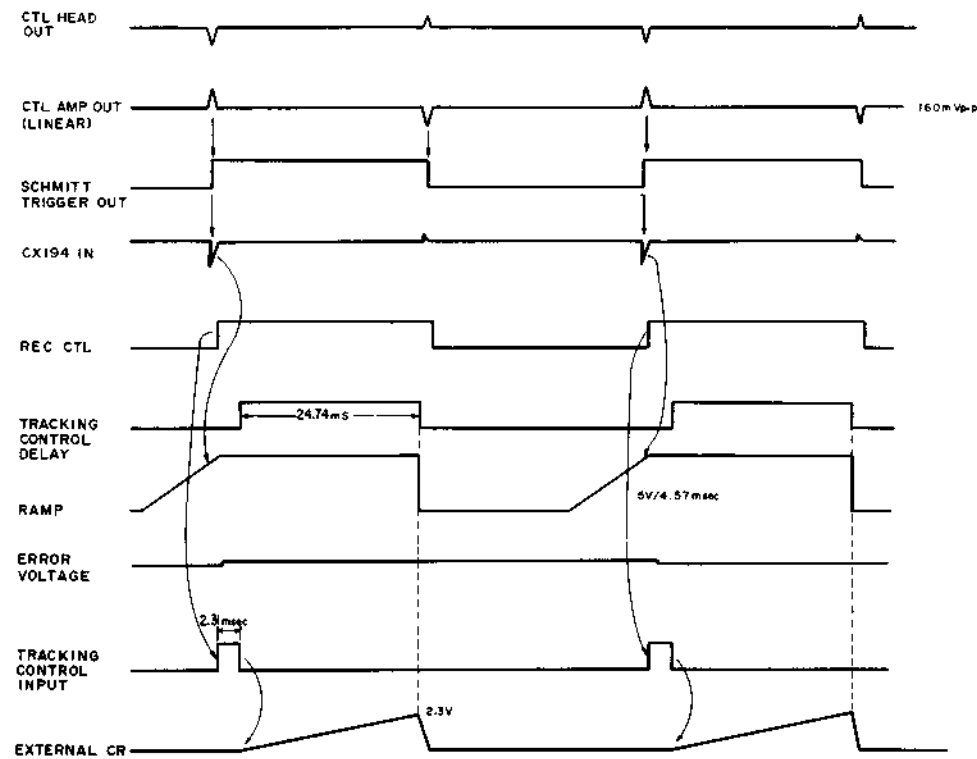 CTL HEAD
OUT
CTL AMP OUT
(LINEAR)
160mVp-p
SCHMITT
TRIGGER OUT
CX194 IN
REC CTL
24.74mS
TRACKING
CONTROL
DELAY
5V/4.57msec
RAMP
ERROR
VOLTAGE
2.31msec
TRACKING
CONTROL
INPUT
2.3V
EXTERNAL CR